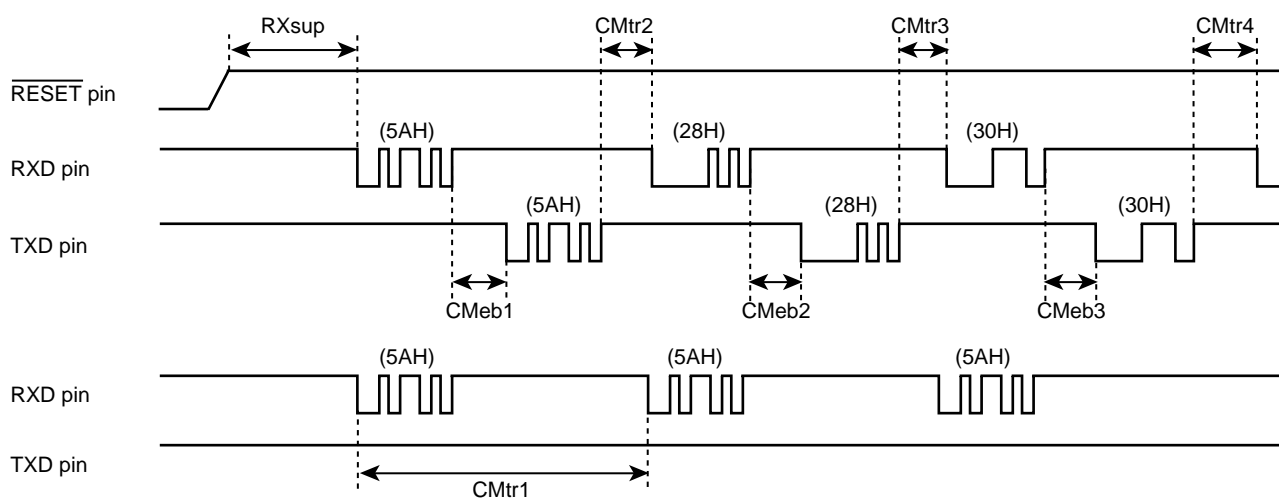 RXsup
CMtr2
CMtr3
CMtr4
RESET pin
(5AH)
(28H)
(30H)
RXD pin
(5AH)
(28H)
(30H)
TXD pin
CMeb1
CMeb2
CMeb3
(5AH)
(5AH)
(5AH)
RXD pin
TXD pin
CMtr1